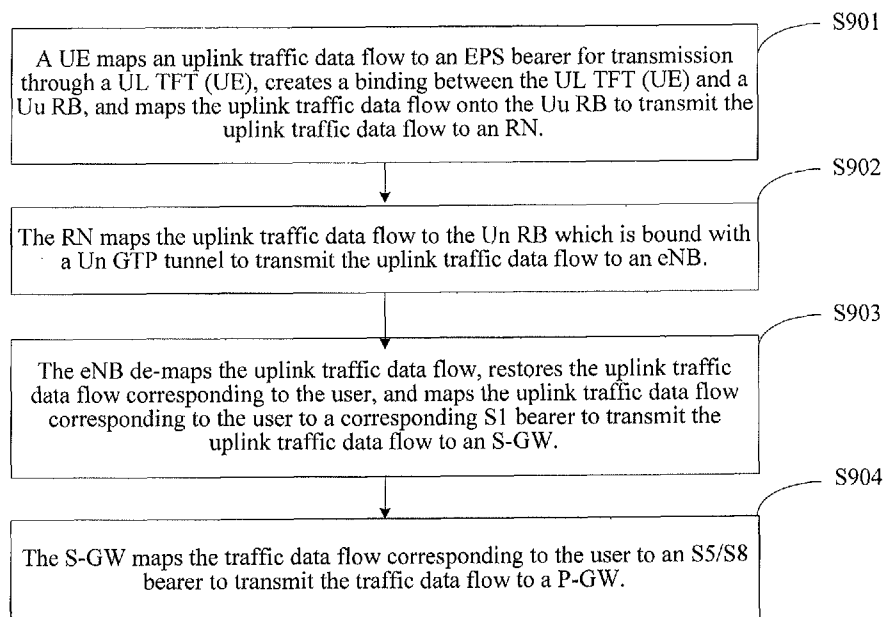 S901
A UE maps an uplink traffic data flow to an EPS bearer for transmission
through a UL TFT (UE), creates a binding between the UL TFT (UE) and a
Uu RB, and maps the uplink traffic data flow onto the Uu RB to transmit the
uplink traffic data flow to an RN.
S902
The RN maps the uplink traffic data flow to the Un RB which is bound with
a Un GTP tunnel to transmit the uplink traffic data flow to an eNB.
S903
The eNB de-maps the uplink traffic data flow, restores the uplink traffic
data flow corresponding to the user, and maps the uplink traffic data flow
corresponding to the user to a corresponding S1 bearer to transmit the
uplink traffic data flow to an S-GW.
S904
The S-GW maps the traffic data flow corresponding to the user to an S5/S8
bearer to transmit the traffic data flow to a P-GW.